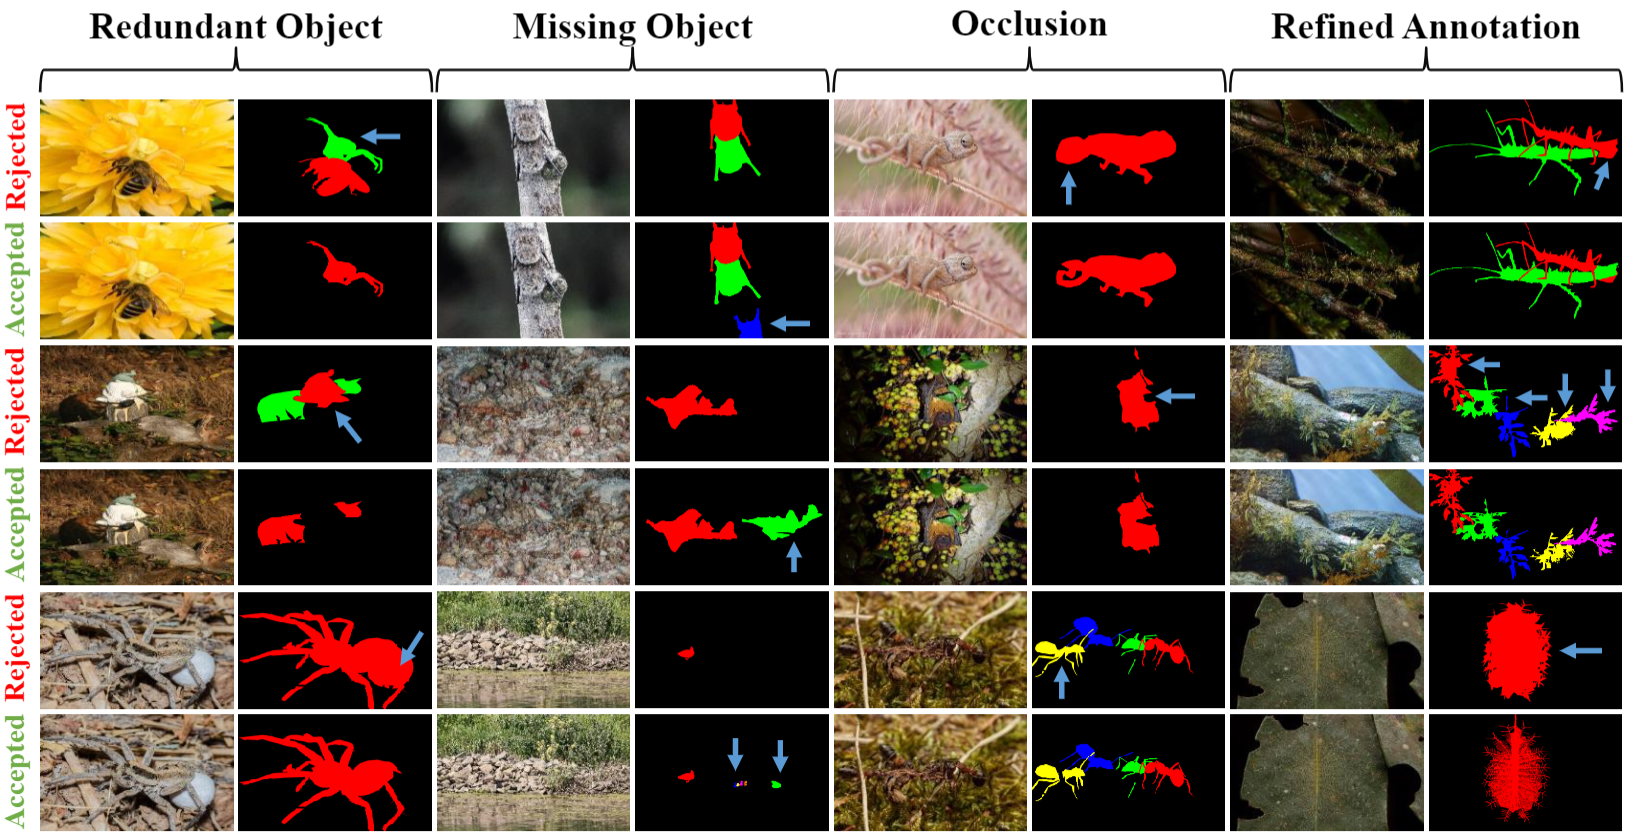 Redundant Object Missing Object Occlusion Refined Annotation
Rejected
Accepted
Rejected
Accepted
Rejected
Accepted